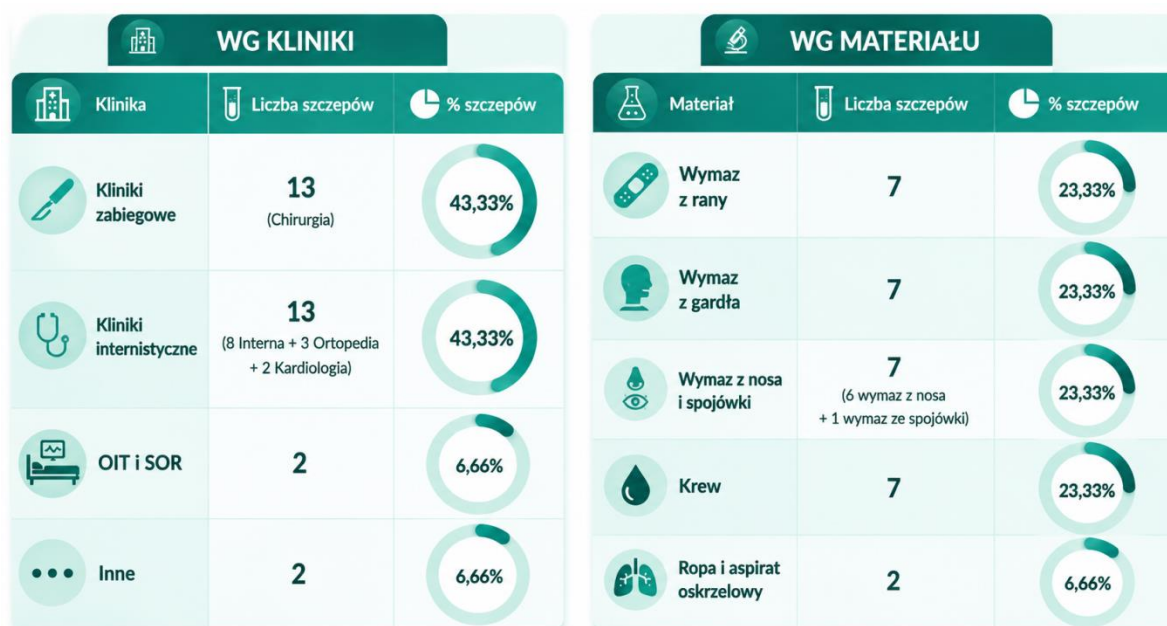 WG KLINIKI
Klinika
Liczba szczepów
% szczepów
Kliniki
zabiegowe
13
(Chirurgia)
43,33%
Kliniki
internistyczne
13
(8 Interna + 3 Ortopedia
+ 2 Kardiologia)
43,33%
OIT i SOR
2
6,66%
Inne
2
6,66%
WG MATERIAŁU
Materiał
Liczba szczepów
% szczepów
Wymaz
z rany
7
23,33%
Wymaz
z gardła
7
23,33%
Wymaz z nosa
i spojówki
7
(6 wymaz z nosa
+ 1 wymaz ze spojówki)
23,33%
Krew
7
23,33%
Ropa i aspirat
oskrzelowy
2
6,66%